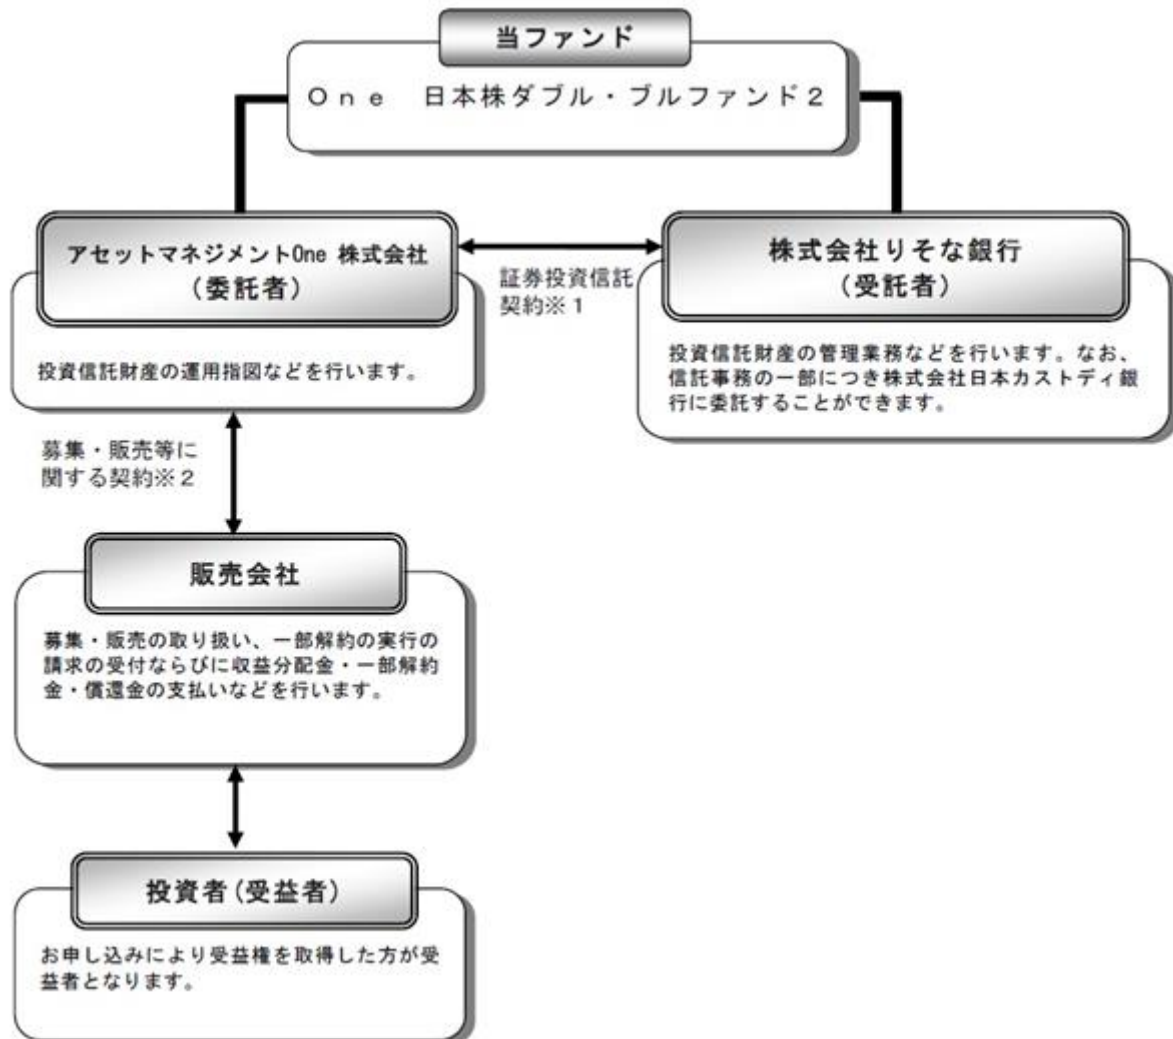 当ファンド
Ｏｎｅ　日本株ダブル・ブルファンド２
アセットマネジメントOne 株式会社
（委託者）
投資信託財産の運用指図などを行います。
証券投資信託
契約※１
株式会社りそな銀行
（受託者）
投資信託財産の管理業務などを行います。なお、
信託事務の一部につき株式会社日本カストディ銀
行に委託することができます。
募集・販売等に
関する契約※２
販売会社
募集・販売の取り扱い、一部解約の実行の
請求の受付ならびに収益分配金・一部解約
金・償還金の支払いなどを行います。
投資者(受益者)
お申し込みにより受益権を取得した方が受
益者となります。